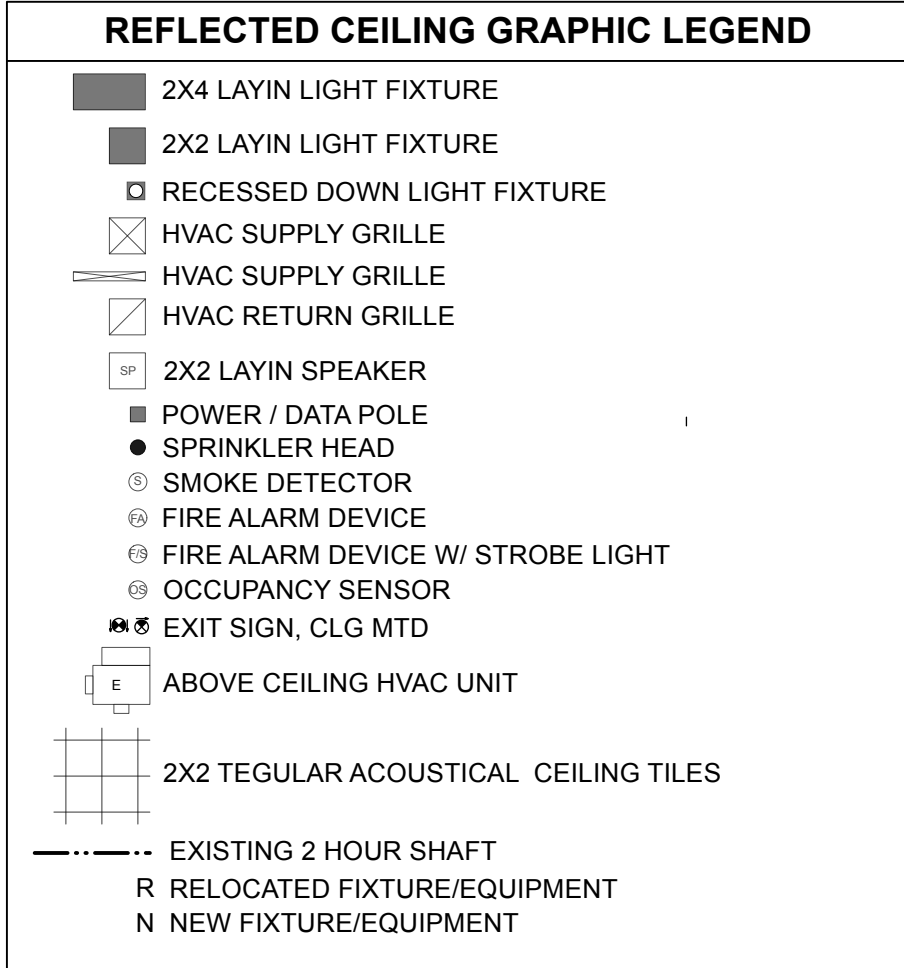 REFLECTED CEILING GRAPHIC LEGEND
2X4 LAYIN LIGHT FIXTURE
2X2 LAYIN LIGHT FIXTURE
RECESSED DOWN LIGHT FIXTURE
HVAC SUPPLY GRILLE
HVAC SUPPLY GRILLE
HVAC RETURN GRILLE
SP 2X2 LAYIN SPEAKER
POWER / DATA POLE
SPRINKLER HEAD
S SMOKE DETECTOR
FA FIRE ALARM DEVICE
F/S FIRE ALARM DEVICE W/ STROBE LIGHT
OS OCCUPANCY SENSOR
EXIT SIGN, CLG MTD
E ABOVE CEILING HVAC UNIT
2X2 TEGULAR ACOUSTICAL CEILING TILES
EXISTING 2 HOUR SHAFT
R RELOCATED FIXTURE/EQUIPMENT
N NEW FIXTURE/EQUIPMENT